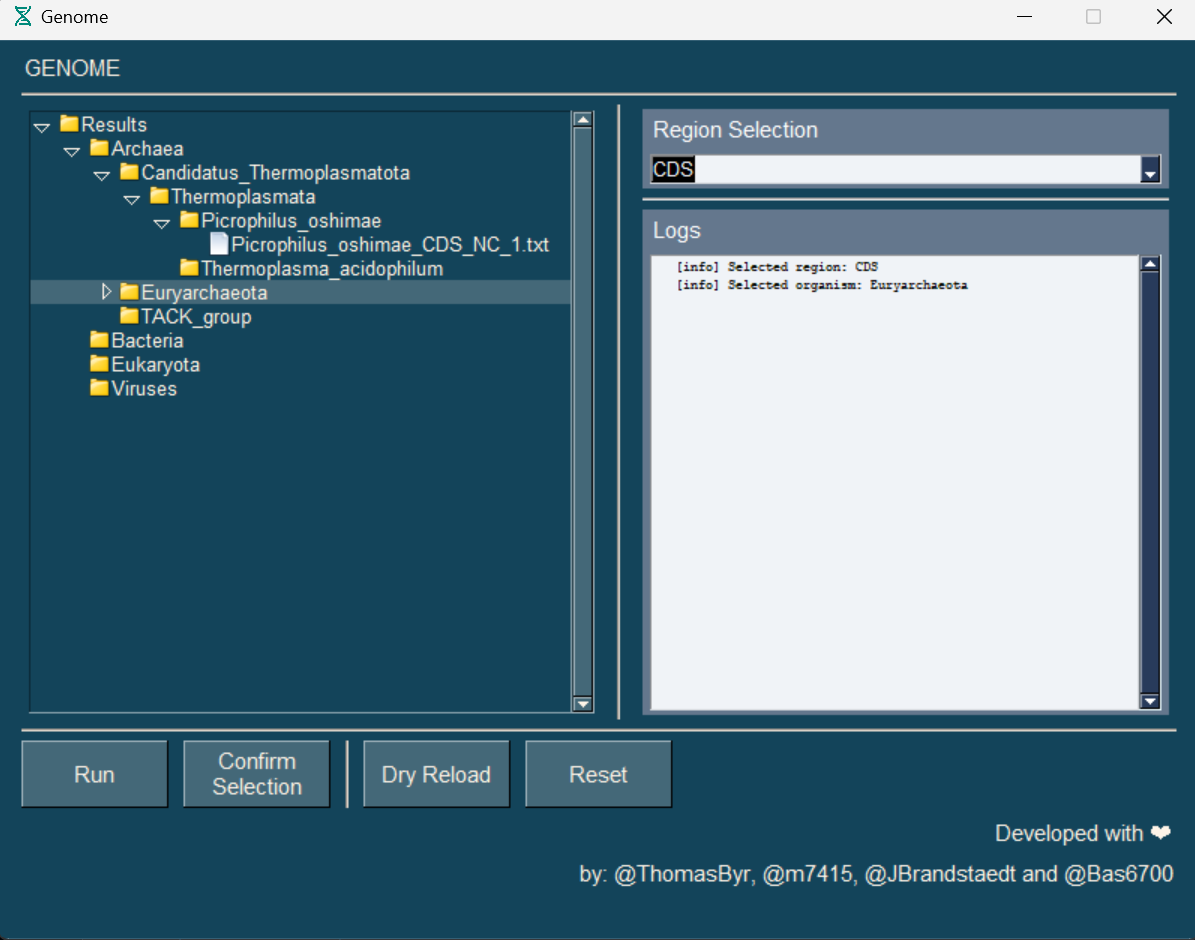 Genome
GENOME
Results
Archaea
Candidatus_Thermoplasmatota
Thermoplasmata
Picrophilus_oshimae
Picrophilus_oshimae_CDS_NC_1.txt
Thermoplasma_acidophilum
Euryarchaeota
TACK_group
Bacteria
Eukaryota
Viruses
Region Selection
CDS
Logs
[info] Selected region: CDS
[info] Selected organism: Euryarchaeota
Run
Confirm
Selection
Dry Reload
Reset
Developed with ❤
by: @ThomasByr, @m7415, @JBrandstaedt and @Bas6700